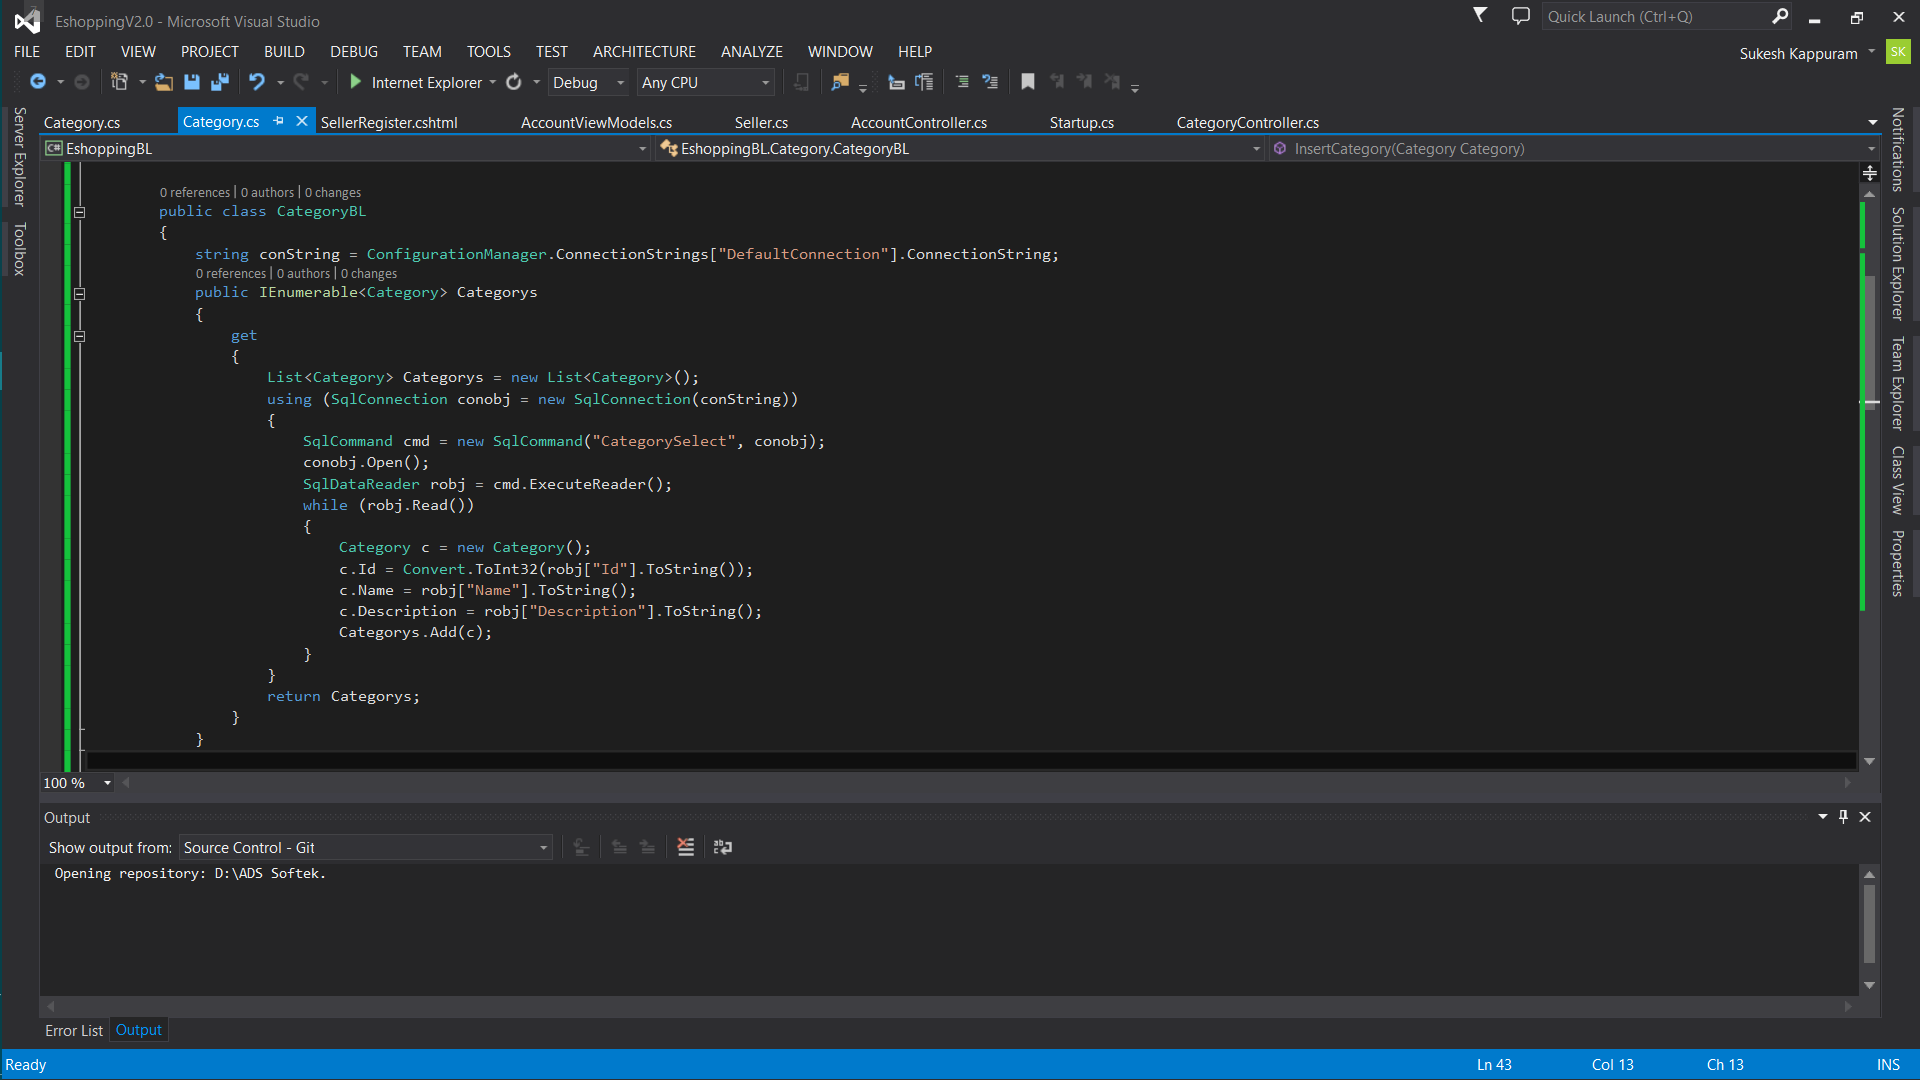 EshoppingV2.0 - Microsoft Visual Studio
Quick Launch (Ctrl+Q)
FILE EDIT VIEW PROJECT BUILD DEBUG TEAM TOOLS TEST ARCHITECTURE ANALYZE WINDOW HELP
Sukesh Kappuram SK
Internet Explorer Debug Any CPU
Server Explorer
Toolbox
Category.cs Category.cs SellerRegister.cshtml AccountViewModels.cs Seller.cs AccountController.cs Startup.cs CategoryController.cs
C# EshoppingBL EshoppingBL.Category.CategoryBL InsertCategory(Category Category)
0 references | 0 authors | 0 changes
public class CategoryBL
{
string conString = ConfigurationManager.ConnectionStrings["DefaultConnection"].ConnectionString;
0 references | 0 authors | 0 changes
public IEnumerable<Category> Categorys
{
get
{
List<Category> Categorys = new List<Category>();
using (SqlConnection conobj = new SqlConnection(conString))
{
SqlCommand cmd = new SqlCommand("CategorySelect", conobj);
conobj.Open();
SqlDataReader robj = cmd.ExecuteReader();
while (robj.Read())
{
Category c = new Category();
c.Id = Convert.ToInt32(robj["Id"].ToString());
c.Name = robj["Name"].ToString();
c.Description = robj["Description"].ToString();
Categorys.Add(c);
}
}
return Categorys;
}
}
100 %
Notifications
Solution Explorer
Team Explorer
Class View
Properties
Output
Show output from: Source Control - Git
Opening repository: D:\ADS Softek.
Error List Output
Ready Ln 43 Col 13 Ch 13 INS